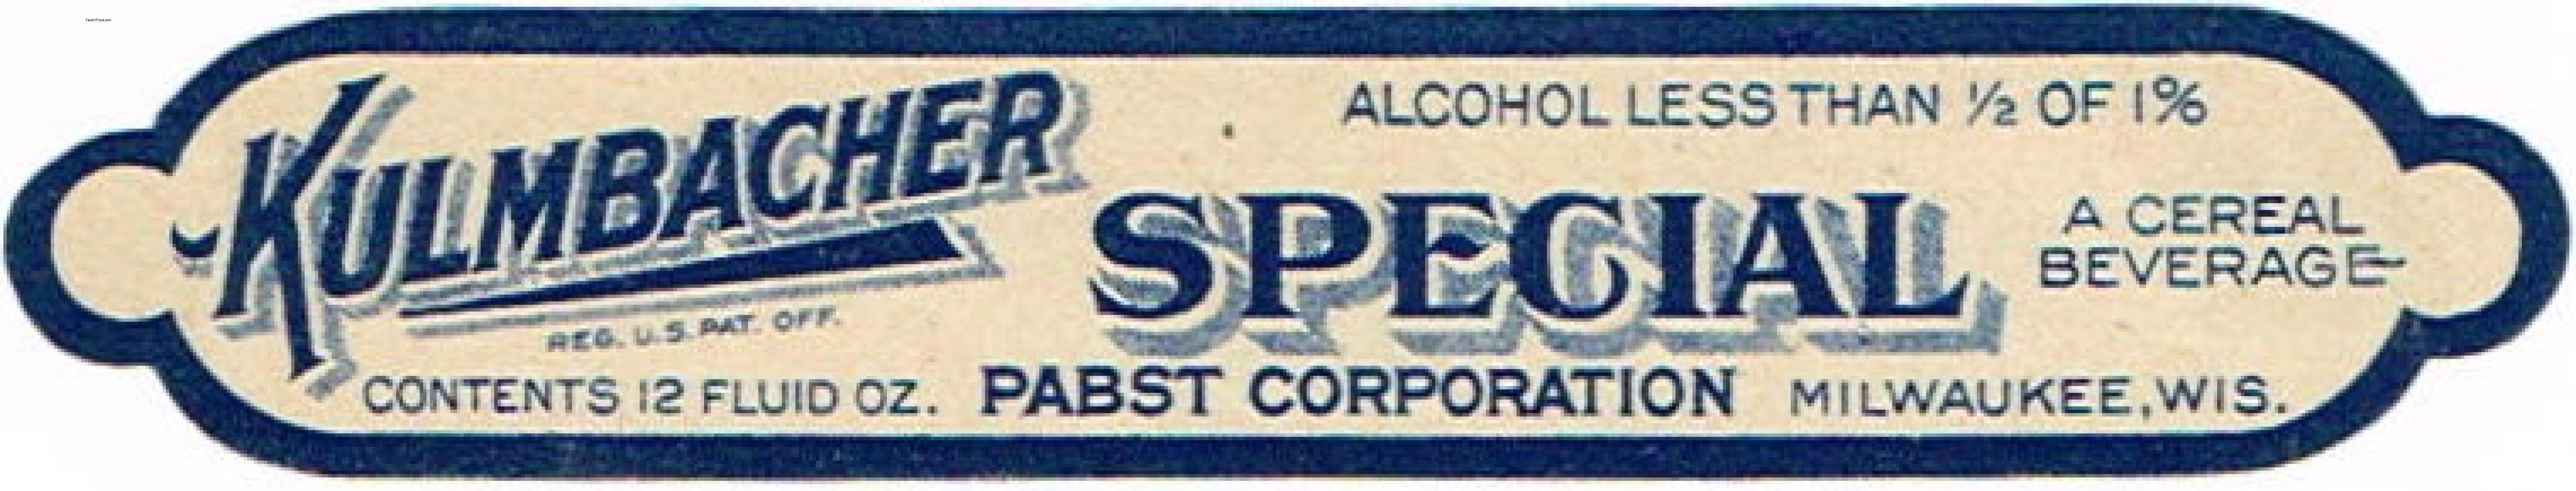 KULMBACHER
REG. U.S. PAT. OFF.
ALCOHOL LESS THAN ½ OF 1%
SPECIAL
A CEREAL
BEVERAGE
CONTENTS 12 FLUID OZ. PABST CORPORATION MILWAUKEE, WIS.